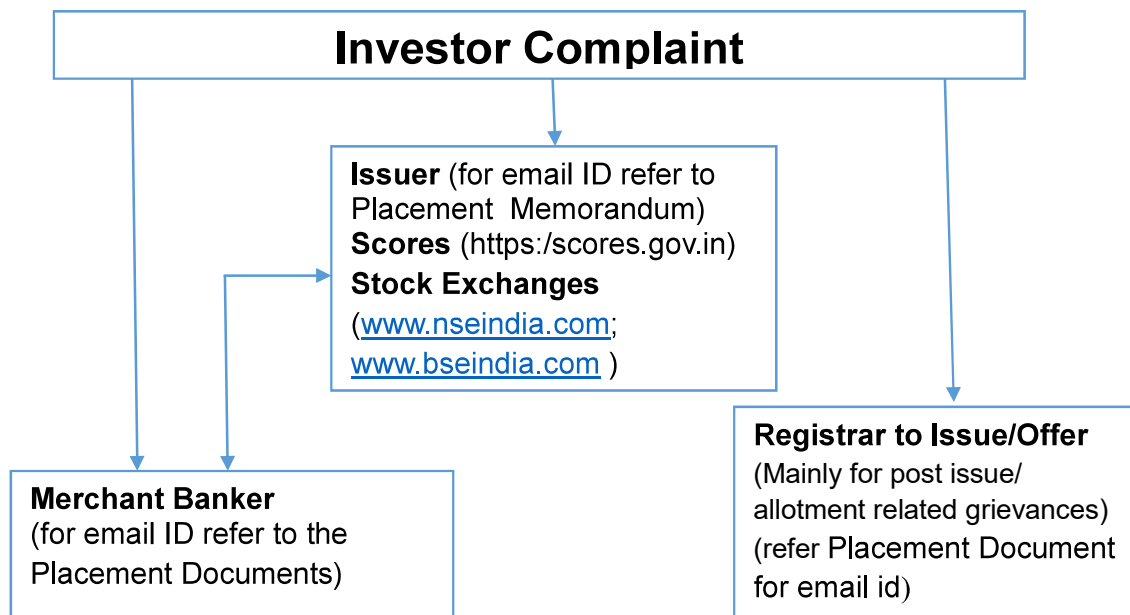 Investor Complaint
Issuer (for email ID refer to
Placement Memorandum)
Scores (https:/scores.gov.in)
Stock Exchanges
(www.nseindia.com;
www.bseindia.com )
Merchant Banker
(for email ID refer to the
Placement Documents)
Registrar to Issue/Offer
(Mainly for post issue/
allotment related grievances)
(refer Placement Document
for email id)